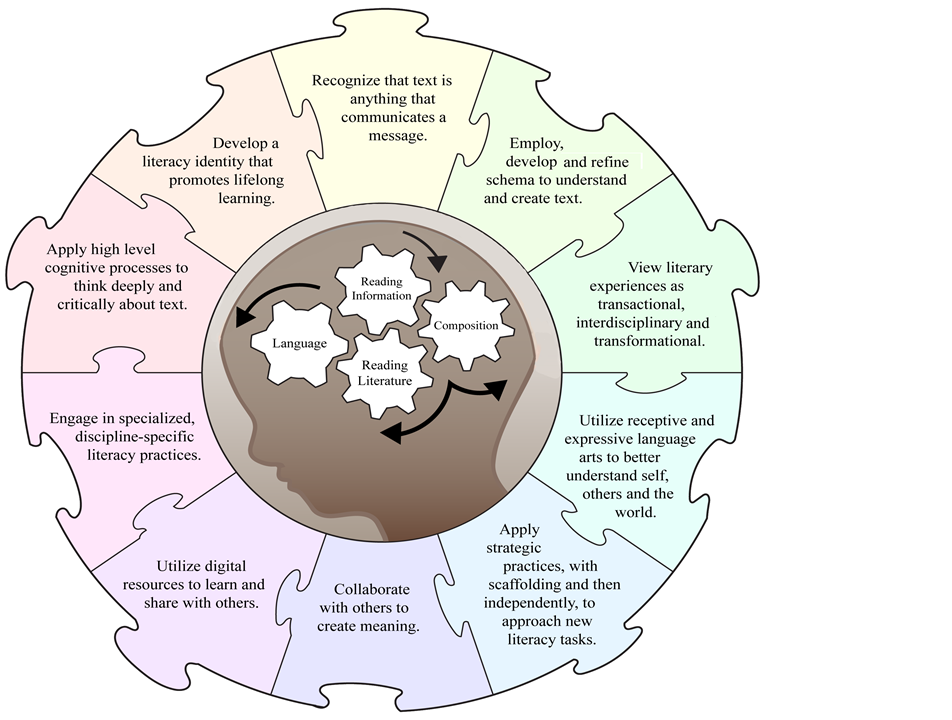 Recognize that text is
anything that
communicates a
message.
Employ,
develop and refine
schema to understand
and create text.
View literary
experiences as
transactional,
interdisciplinary and
transformational.
Utilize receptive and
expressive language
arts to better
understand self,
others and the
world.
Apply
strategic
practices, with
scaffolding and then
independently, to
approach new
literacy tasks.
Collaborate
with others to
create meaning.
Utilize digital
resources to learn and
share with others.
Engage in specialized,
discipline-specific
literacy practices.
Apply high level
cognitive processes to
think deeply and
critically about text.
Develop a
literacy identity that
promotes lifelong
learning.
Reading
Information
Composition
Language
Reading
Literature